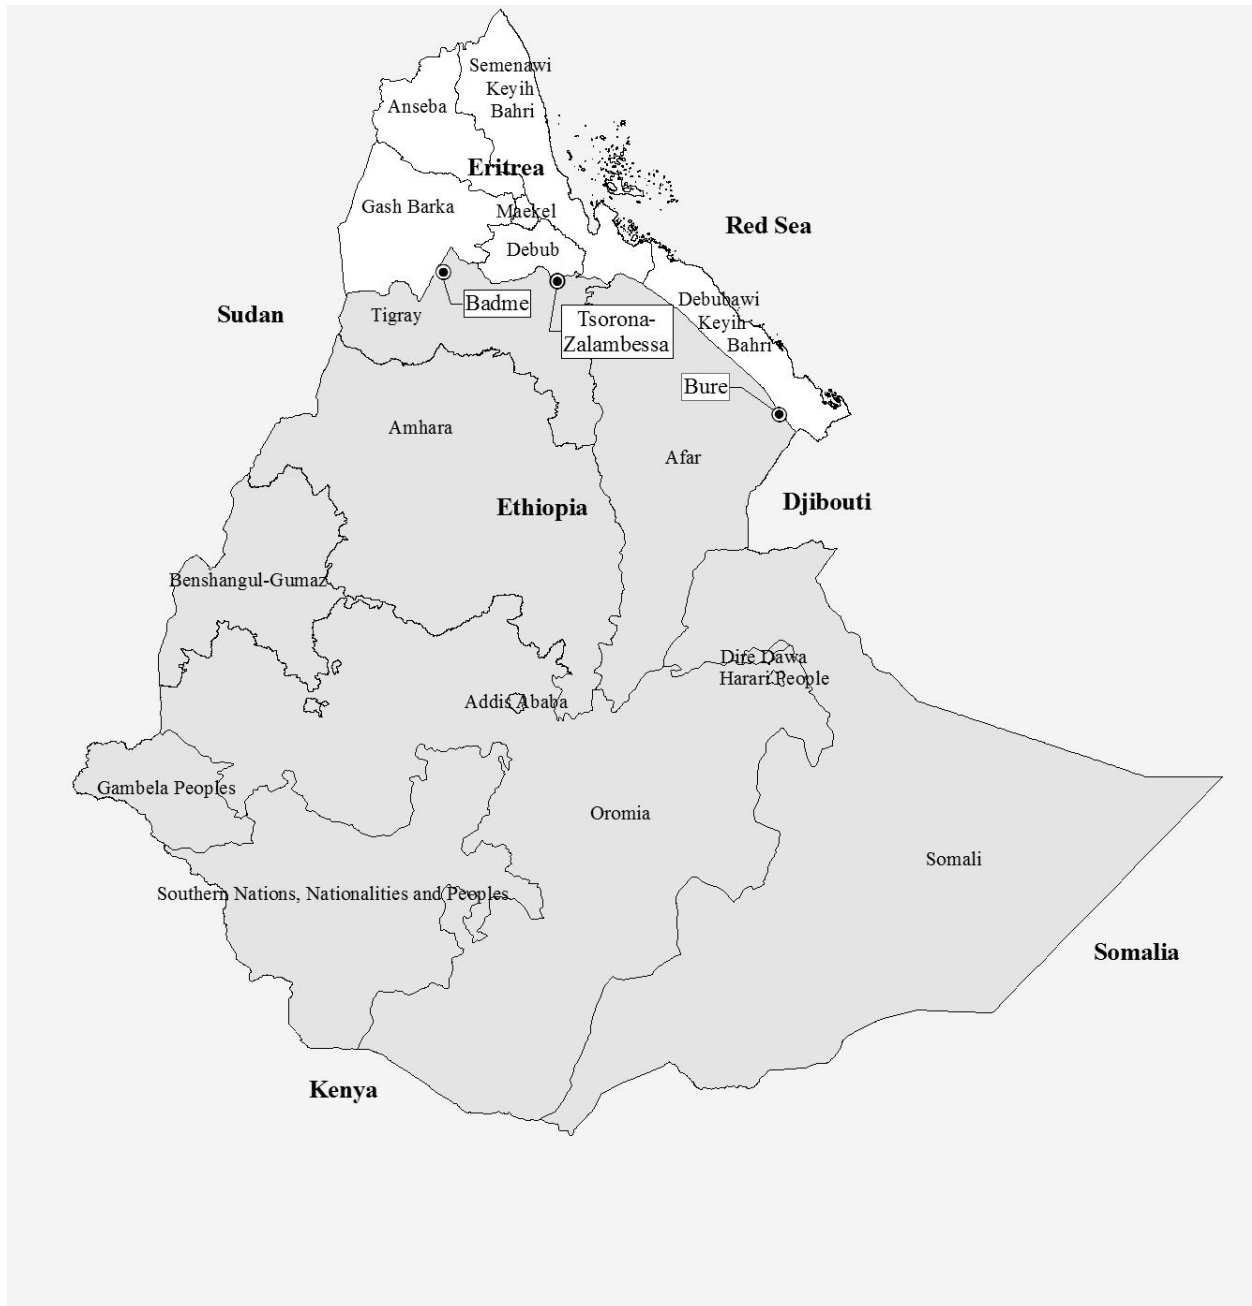 Semenawi
Keyih
Bahri
Anseba
Eritrea
Gash Barka
Maekel
Red Sea
Debub
Badme
Debubawi
Keyih
Bahri
Sudan
Tigray
Tsorona-
Zalambessa
Bure
Amhara
Afar
Ethiopia
Djibouti
Benshangul-Gumaz
Dire Dawa
Harari People
Addis Ababa
Gambela Peoples
Oromia
Somali
Southern Nations, Nationalities and Peoples
Somalia
Kenya